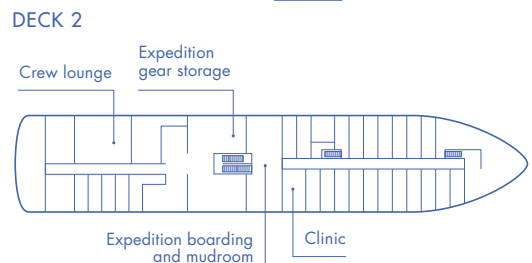 DECK 2
Expedition
gear storage
Crew lounge
Expedition boarding
and mudroom
Clinic